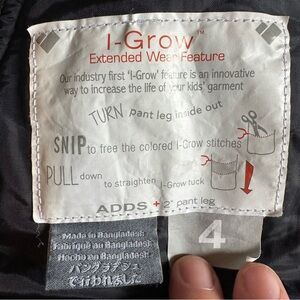 I-Grow™
Extended Wear Feature
Our industry first 'I-Grow' feature is an innovative
way to increase the life of your kids' garment
TURN pant leg inside out
SNIP to free the colored I-Grow stitches
PULL down
to straighten I-Grow tuck
ADDS + 2" pant leg
4
Made in Bangladesh
Fabriqué au Bangladesh
Hecho en Bangladesh
バングラデシュ
で行われました